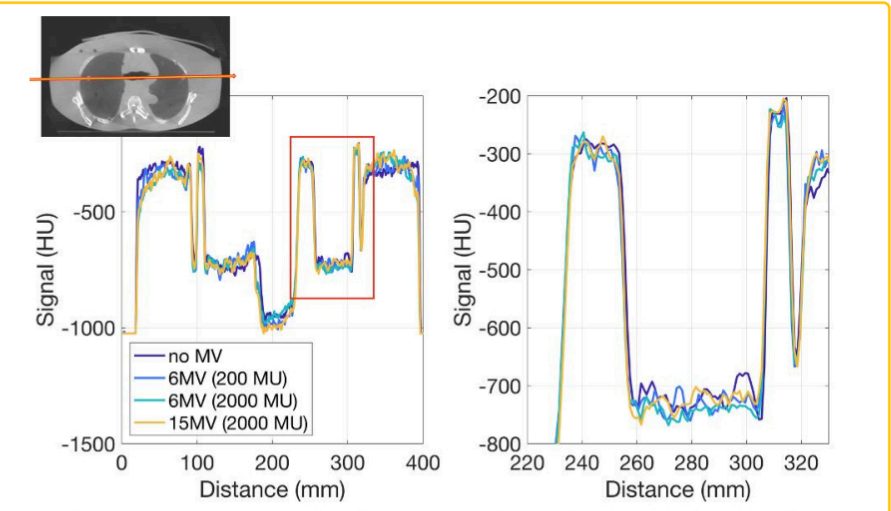 -500
-1000
-1500
0 100 200 300 400
Signal (HU)
Distance (mm)
no MV
6MV (200 MU)
6MV (2000 MU)
15MV (2000 MU)
-200
-300
-400
-500
-600
-700
-800
220 240 260 280 300 320
Signal (HU)
Distance (mm)